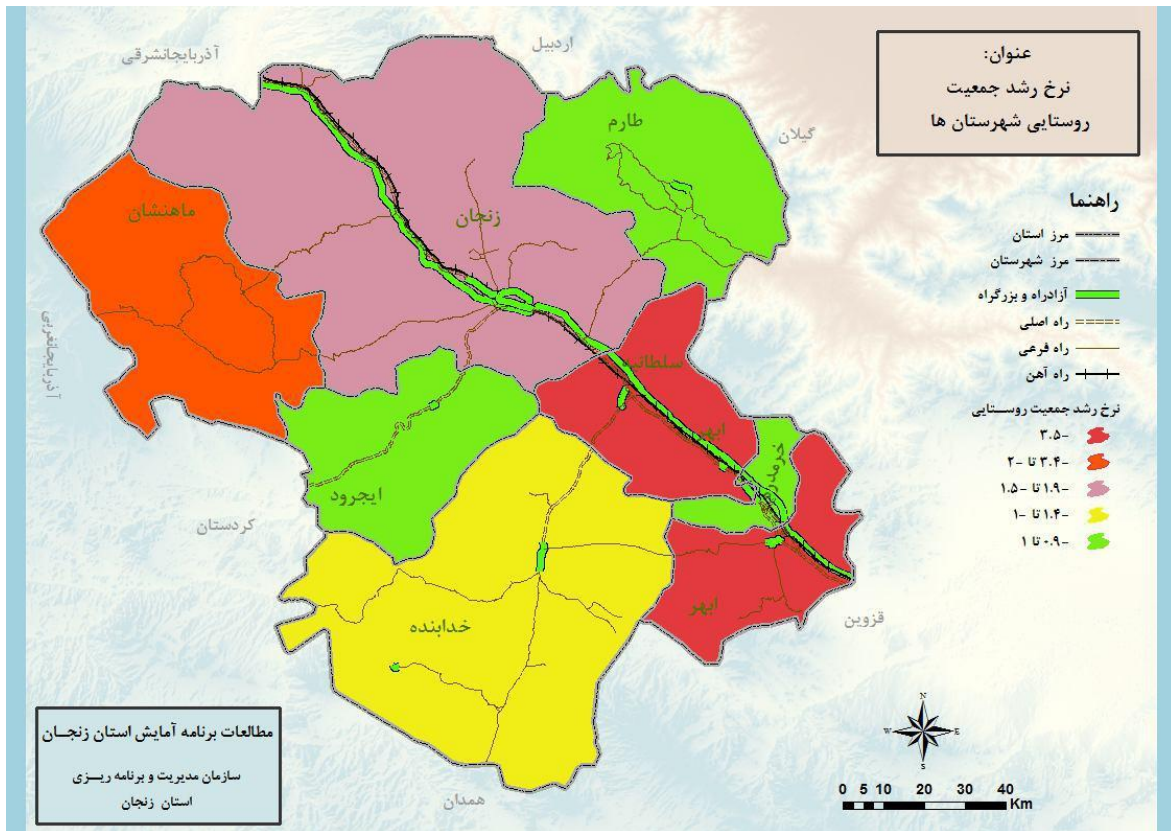 عنوان:
نرخ رشد جمعیت
روستایی شهرستان ها
آذربایجانشرقی
اردبیل
گیلان
طارم
ماهنشان
زنجان
راهنما
مرز استان
مرز شهرستان
آزادراه و بزرگراه
راه اصلی
راه فرعی
راه آهن
نرخ رشد جمعیت روستایی
-۳.۵
-۳.۴ تا -۲
-۱.۹ تا -۱.۵
-۱.۴ تا -۱
-۰.۹ تا ۱
آذربایجانغربی
سلطانیه
ابهر
خرمدره
ایجرود
کردستان
خدابنده
ابهر
قزوین
همدان
مطالعات برنامه آمایش استان زنجان
سازمان مدیریت و برنامه ریزی
استان زنجان
N
W E
S
0 5 10 20 30 40
Km